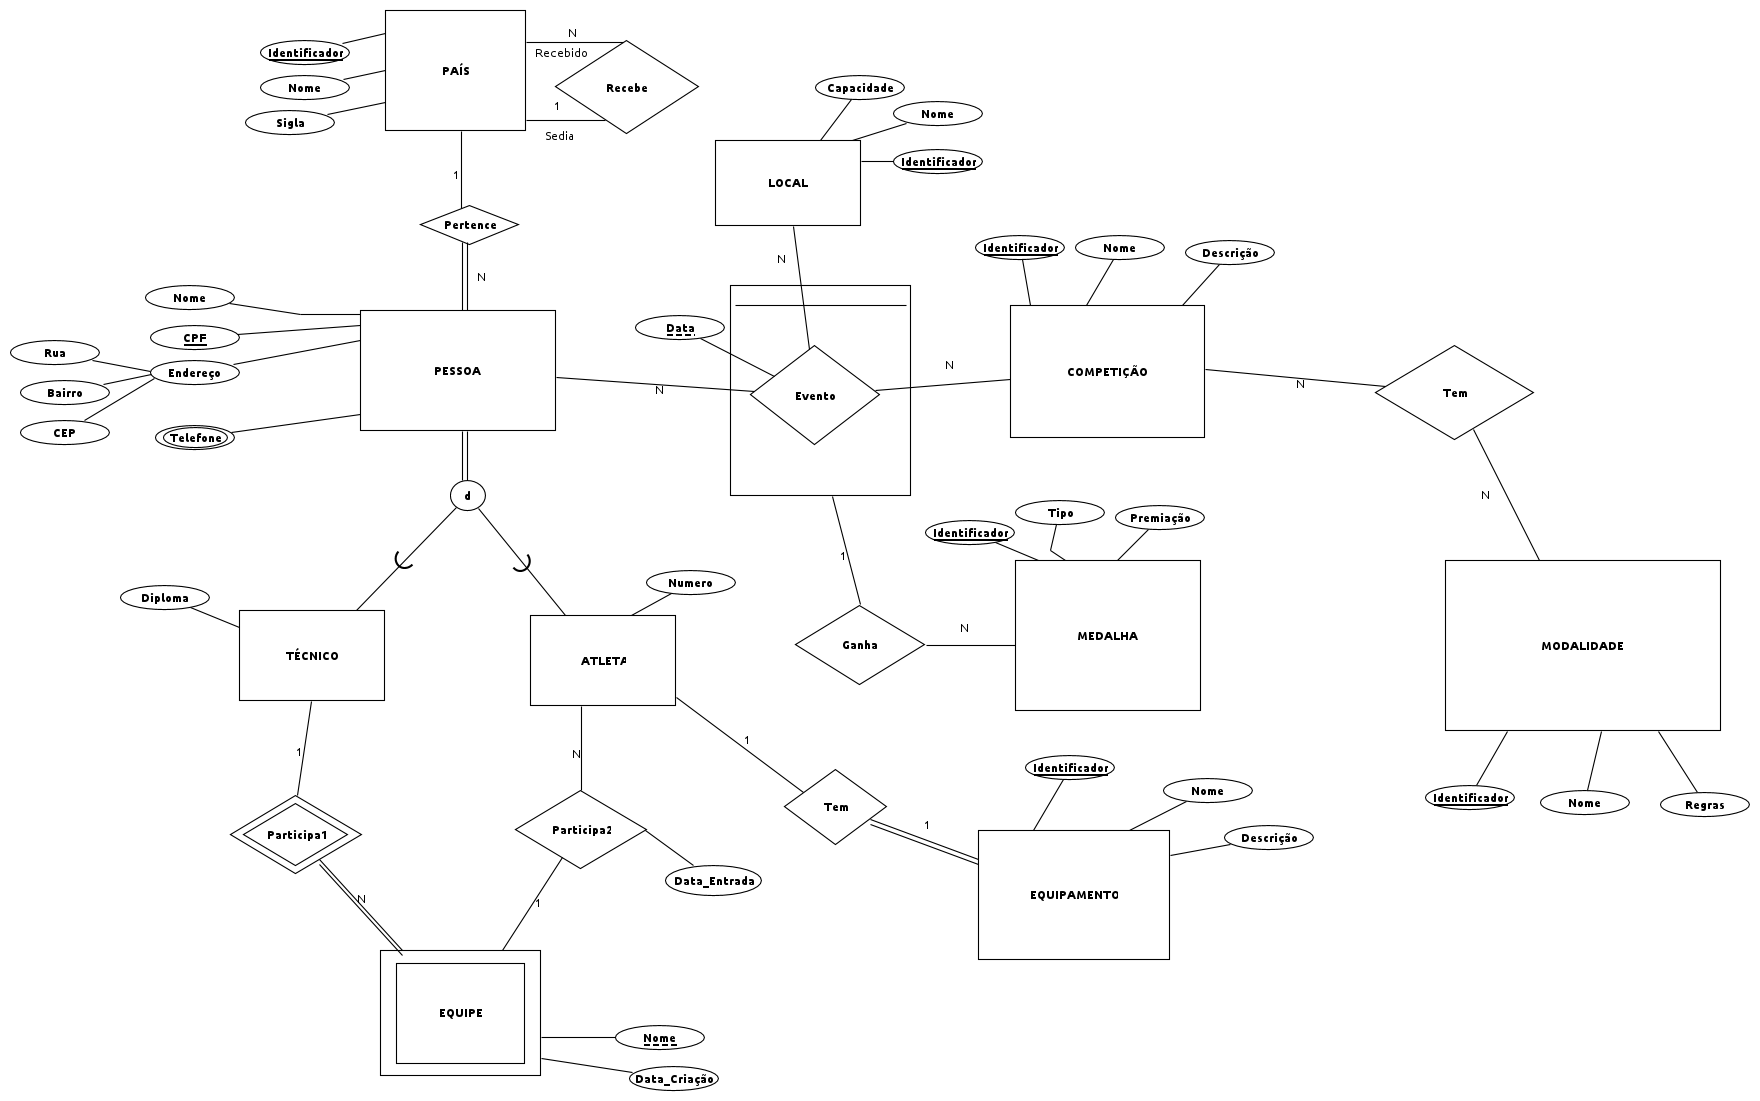 N
Identificador
Recebido
PAÍS
Nome
Recebe
Capacidade
1
Nome
Sigla
Sedia
Identificador
LOCAL
1
Pertence
Identificador
Nome
Descrição
N
N
Nome
Data
CPF
Rua
Endereço
PESSOA
N
COMPETIÇÃO
N
N
Tem
Bairro
Evento
CEP
Telefone
d
N
Tipo
Premiação
Identificador
1
Numero
Diploma
N
MEDALHA
Ganha
MODALIDADE
TÉCNICO
ATLETA
1
1
N
Identificador
Nome
Identificador
Nome
Regras
Tem
1
Participa1
Participa2
Descrição
Data_Entrada
N
1
EQUIPAMENTO
EQUIPE
Nome
Data_Criação